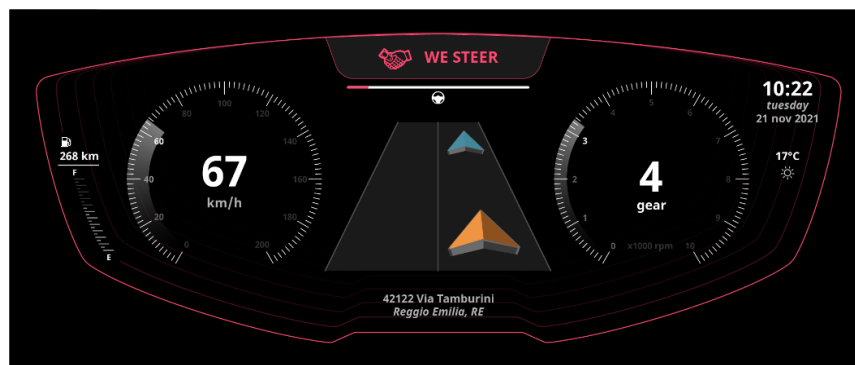 WE STEER
10:22
tuesday
21 nov 2021
268 km
F
E
17°C
0
20
40
60
80
100
120
140
160
180
200
67
km/h
0
1
2
3
4
5
6
7
8
9
10
x1000 rpm
4
gear
42122 Via Tamburini
Reggio Emilia, RE